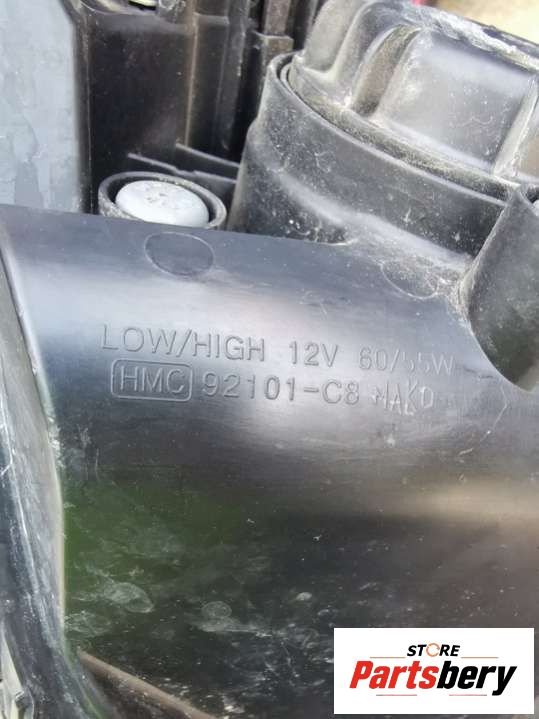 LOW/HIGH 12V 60/55W
HMC 92101-C8
STORE
Partsbery